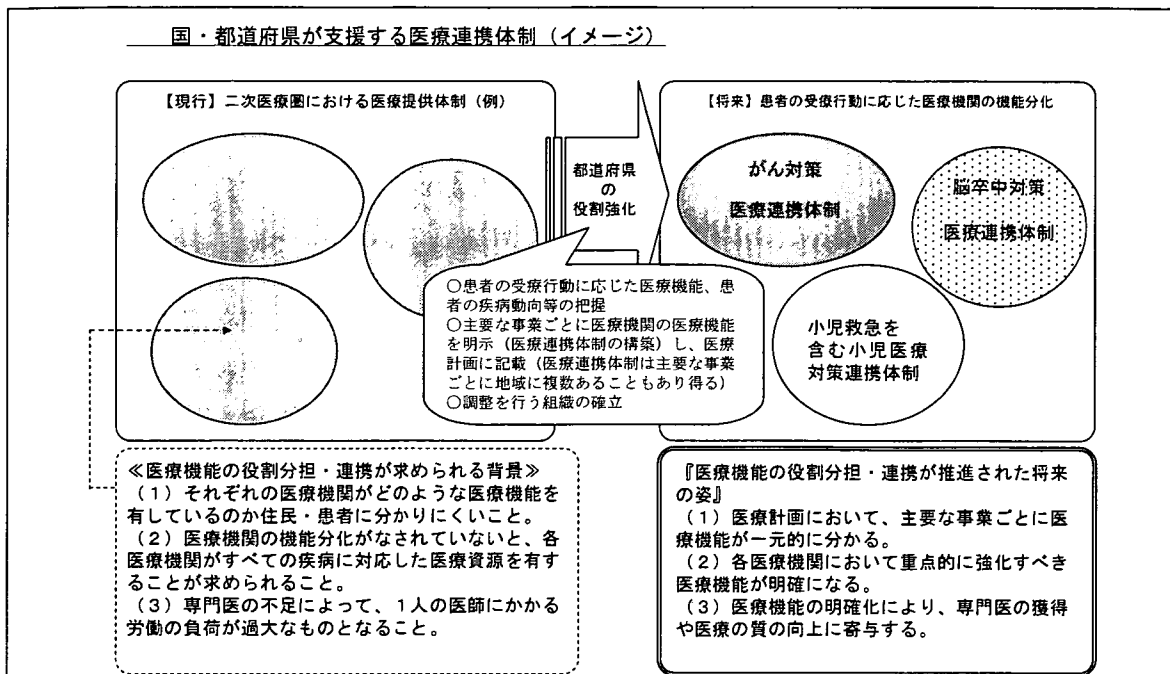 国・都道府県が支援する医療連携体制（イメージ）
【現行】二次医療圏における医療提供体制（例）
都道府県
の
役割強化
【将来】患者の受療行動に応じた医療機関の機能分化
がん対策
医療連携体制
脳卒中対策
医療連携体制
小児救急を
含む小児医療
対策連携体制
○患者の受療行動に応じた医療機能、患
者の疾病動向等の把握
○主要な事業ごとに医療機関の医療機能
を明示（医療連携体制の構築）し、医療
計画に記載（医療連携体制は主要な事業
ごとに地域に複数あることもあり得る）
○調整を行う組織の確立
≪医療機能の役割分担・連携が求められる背景≫
（１）それぞれの医療機関がどのような医療機能を
有しているのか住民・患者に分かりにくいこと。
（２）医療機関の機能分化がなされていないと、各
医療機関がすべての疾病に対応した医療資源を有す
ることが求められること。
（３）専門医の不足によって、１人の医師にかかる
労働の負荷が過大なものとなること。
『医療機能の役割分担・連携が推進された将来
の姿』
（１）医療計画において、主要な事業ごとに医
療機能が一元的に分かる。
（２）各医療機関において重点的に強化すべき
医療機能が明確になる。
（３）医療機能の明確化により、専門医の獲得
や医療の質の向上に寄与する。